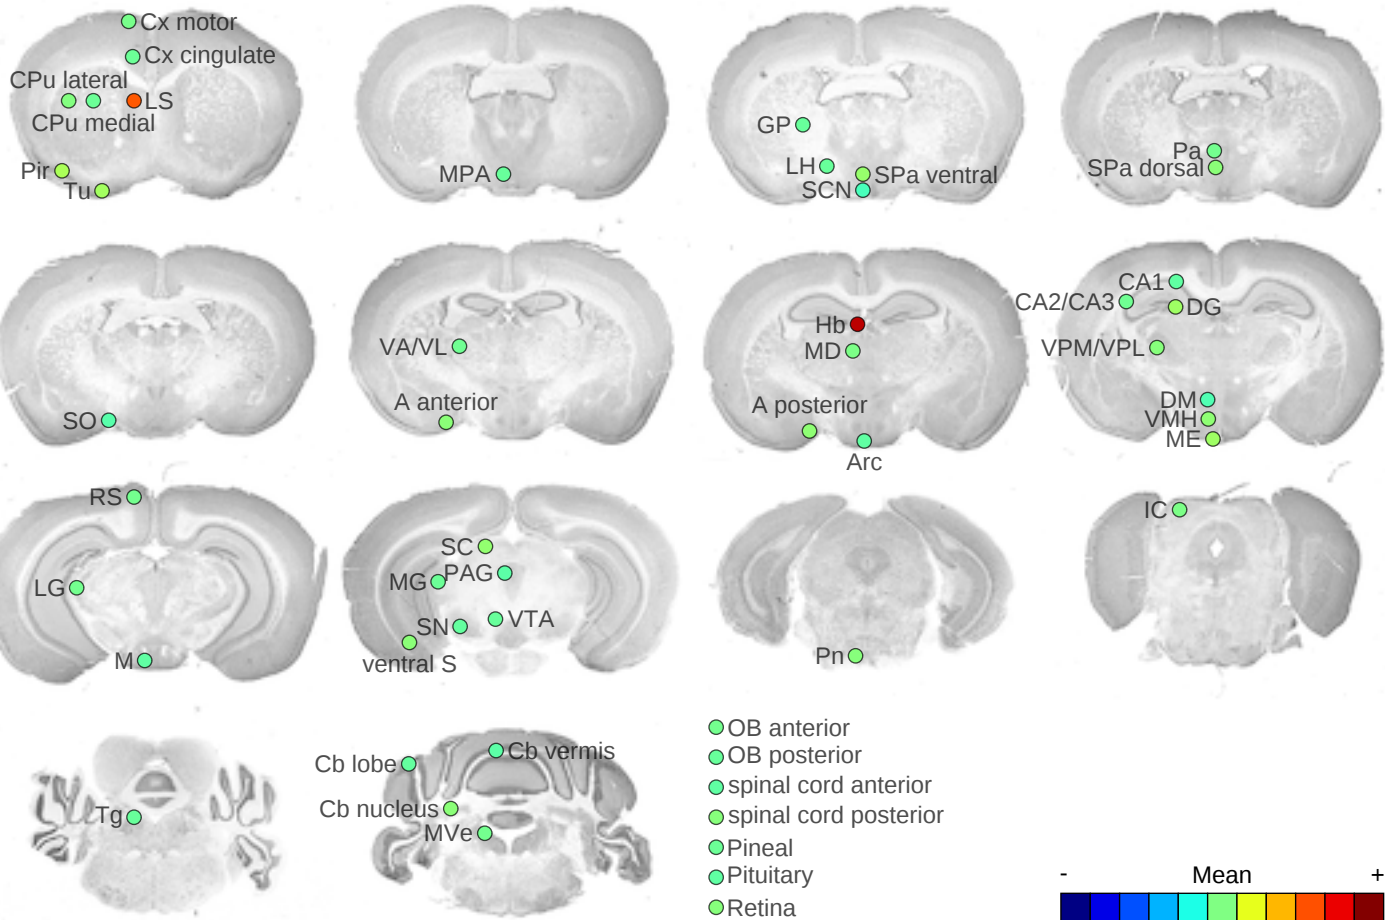 Cx motor
Cx cingulate
CPu lateral
LS
CPu medial
Pir
Tu
MPA
GP
LH
SPa ventral
SCN
Pa
SPa dorsal
SO
VA/VL
A anterior
Hb
MD
A posterior
Arc
CA1
CA2/CA3
DG
VPM/VPL
DM
VMH
ME
RS
LG
M
SC
MG
PAG
SN
VTA
ventral S
Pn
IC
Tg
Cb lobe
Cb vermis
Cb nucleus
MVe
OB anterior
OB posterior
spinal cord anterior
spinal cord posterior
Pineal
Pituitary
Retina
- Mean +